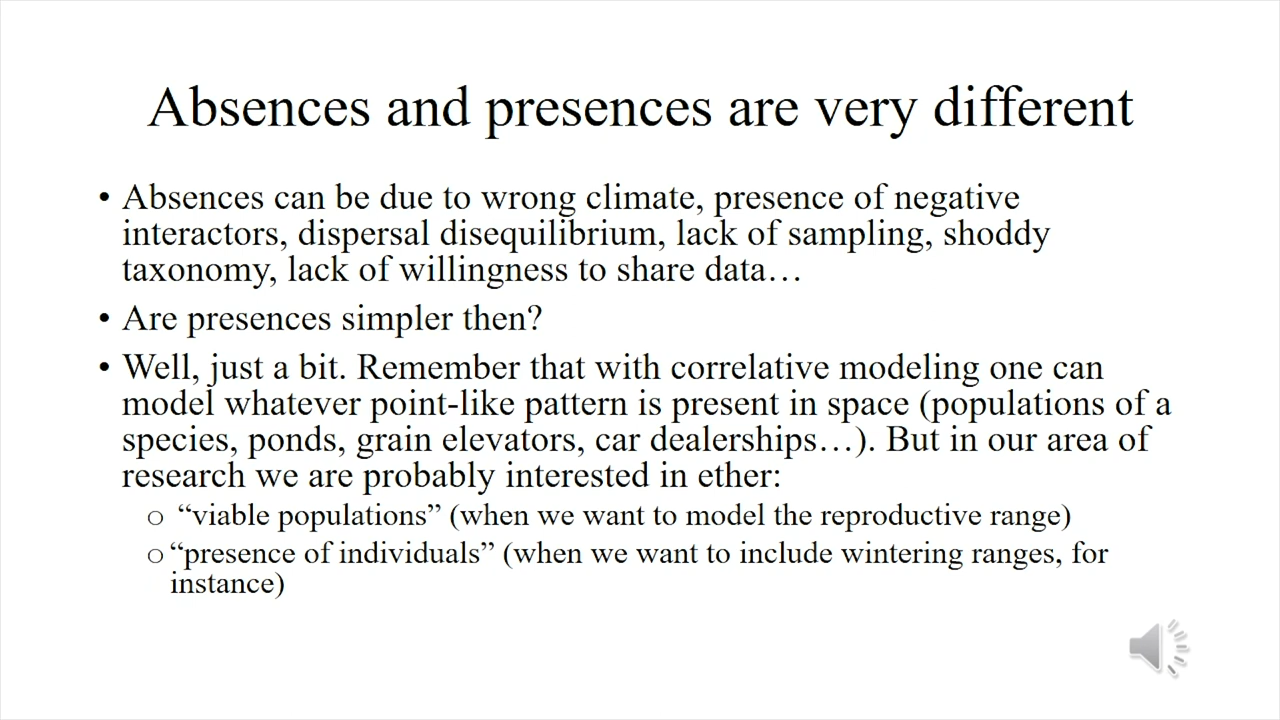 Absences and presences are very different
• Absences can be due to wrong climate, presence of negative
interactors, dispersal disequilibrium, lack of sampling, shoddy
taxonomy, lack of willingness to share data…
• Are presences simpler then?
• Well, just a bit. Remember that with correlative modeling one can
model whatever point-like pattern is present in space (populations of a
species, ponds, grain elevators, car dealerships…). But in our area of
research we are probably interested in ether:
○ “viable populations” (when we want to model the reproductive range)
○ “presence of individuals” (when we want to include wintering ranges, for
instance)